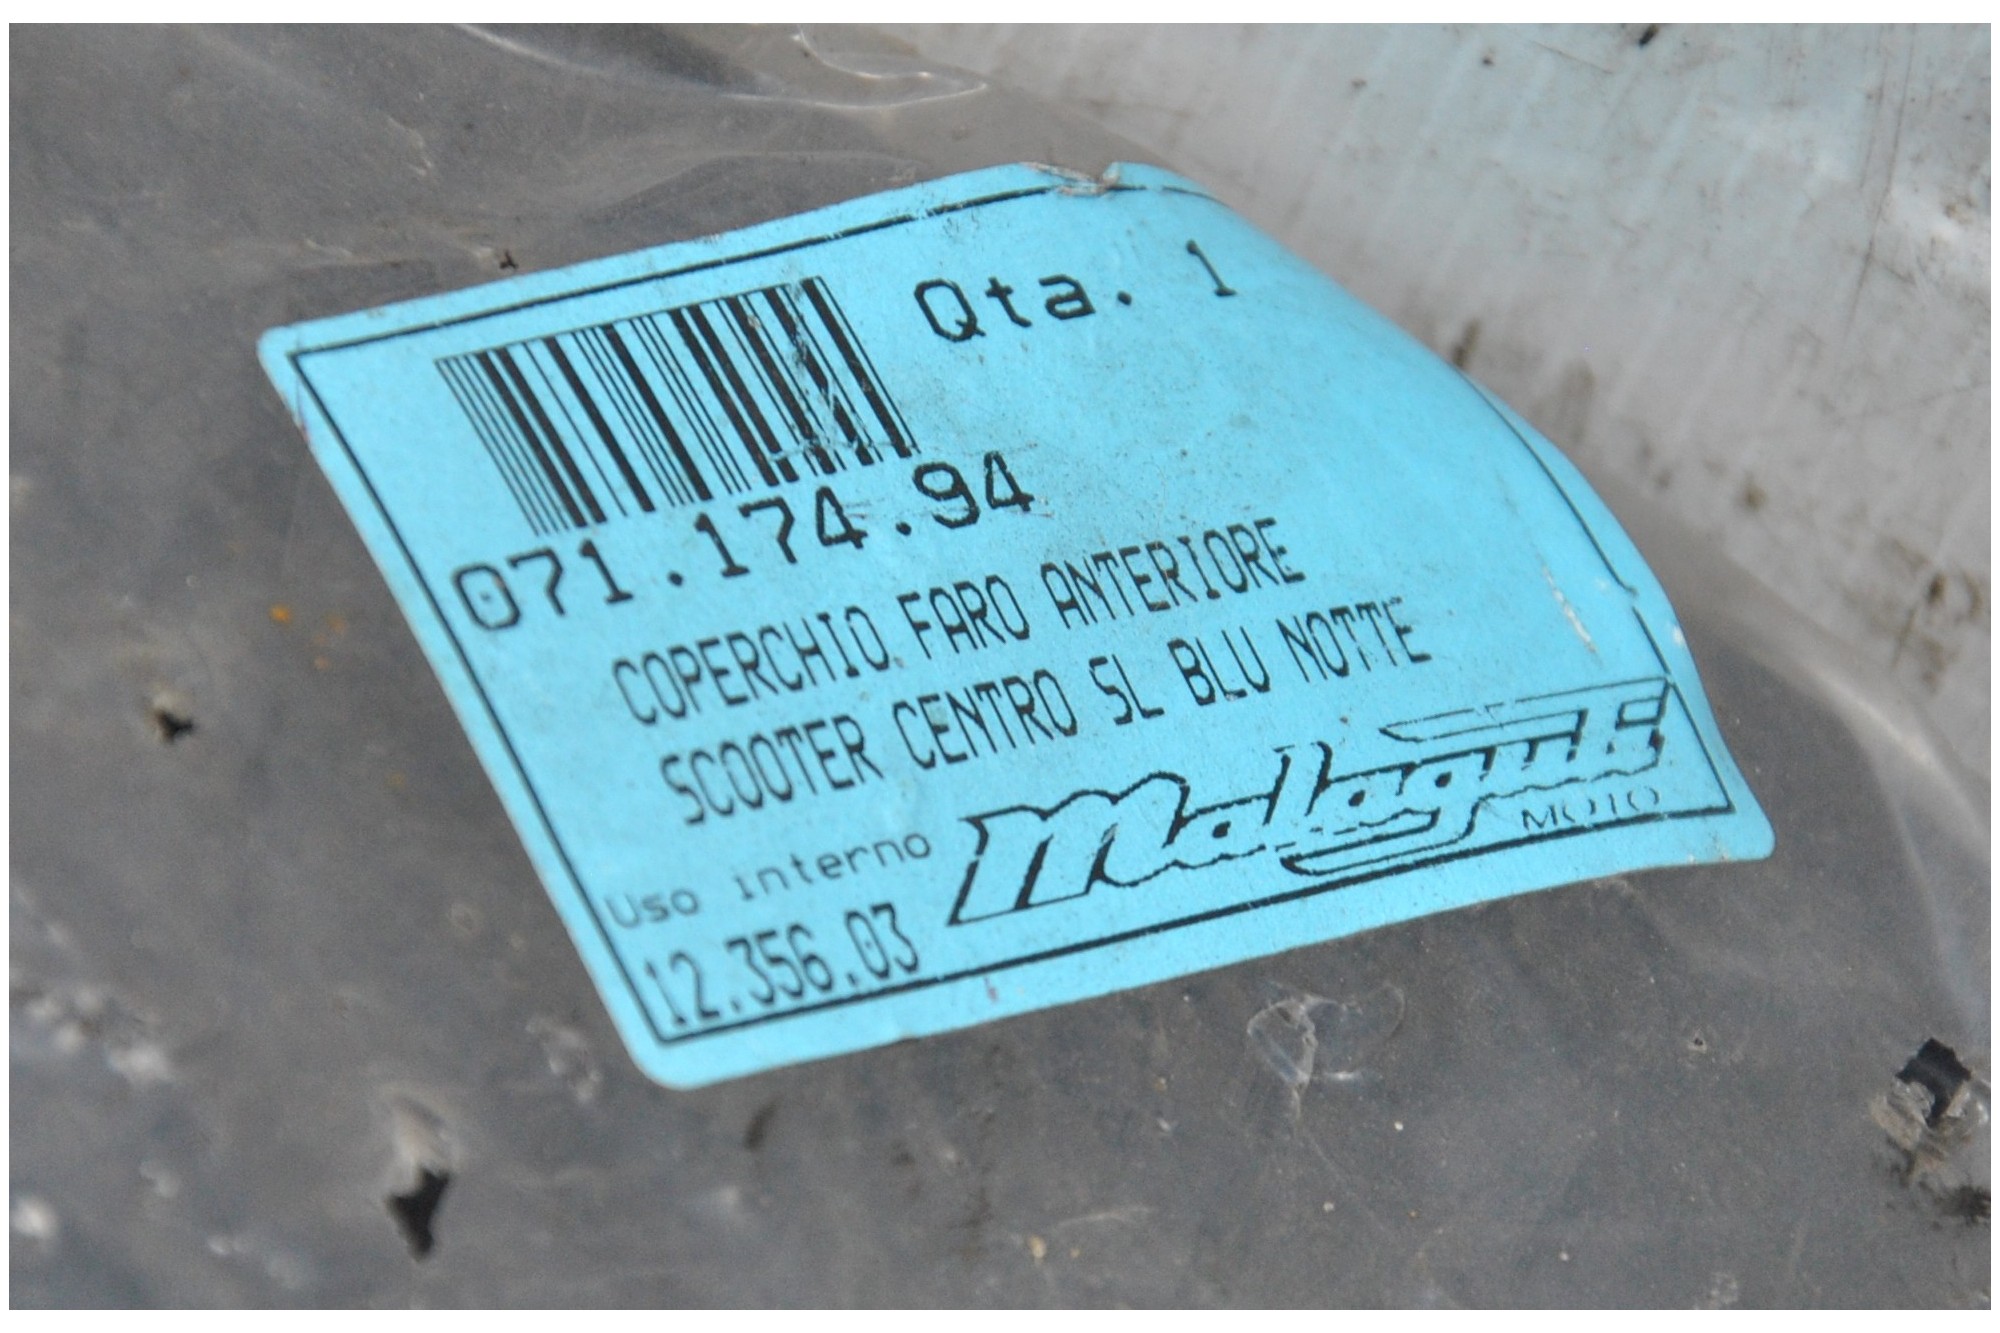 Qta. 1
071.174.94
COPERCHIO FARO ANTERIORE
SCOOTER CENTRO SL BLU NOTTE
Uso interno
12.356.03
Malaguti
MOTO